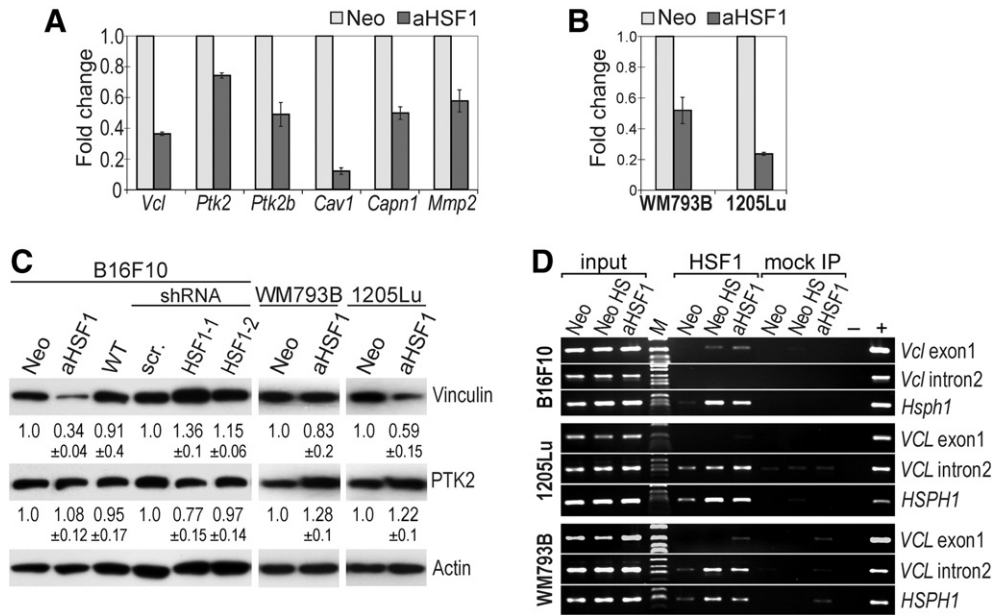 A
Neo aHSF1
Fold change
1.0
0.8
0.6
0.4
0.2
0
Vcl Ptk2 Ptk2b Cav1 Capn1 Mmp2
B
Neo aHSF1
Fold change
1.0
0.8
0.6
0.4
0.2
0
WM793B 1205Lu
C
B16F10
shRNA WM793B 1205Lu
Neo aHSF1 WT scr. HSF1-1 HSF1-2 Neo aHSF1 Neo aHSF1
Vinculin
1.0 0.34 0.91 1.0 1.36 1.15 1.0 0.83 1.0 0.59
±0.04 ±0.4 ±0.1 ±0.06 ±0.2 ±0.15
PTK2
1.0 1.08 0.95 1.0 0.77 0.97 1.0 1.28 1.0 1.22
±0.12 ±0.17 ±0.15 ±0.14 ±0.1 ±0.1
Actin
D
input HSF1 mock IP
Neo Neo HS aHSF1 M Neo Neo HS aHSF1 Neo Neo HS aHSF1 – +
B16F10
Vcl exon1
Vcl intron2
Hsph1
1205Lu
VCL exon1
VCL intron2
HSPH1
WM793B
VCL exon1
VCL intron2
HSPH1